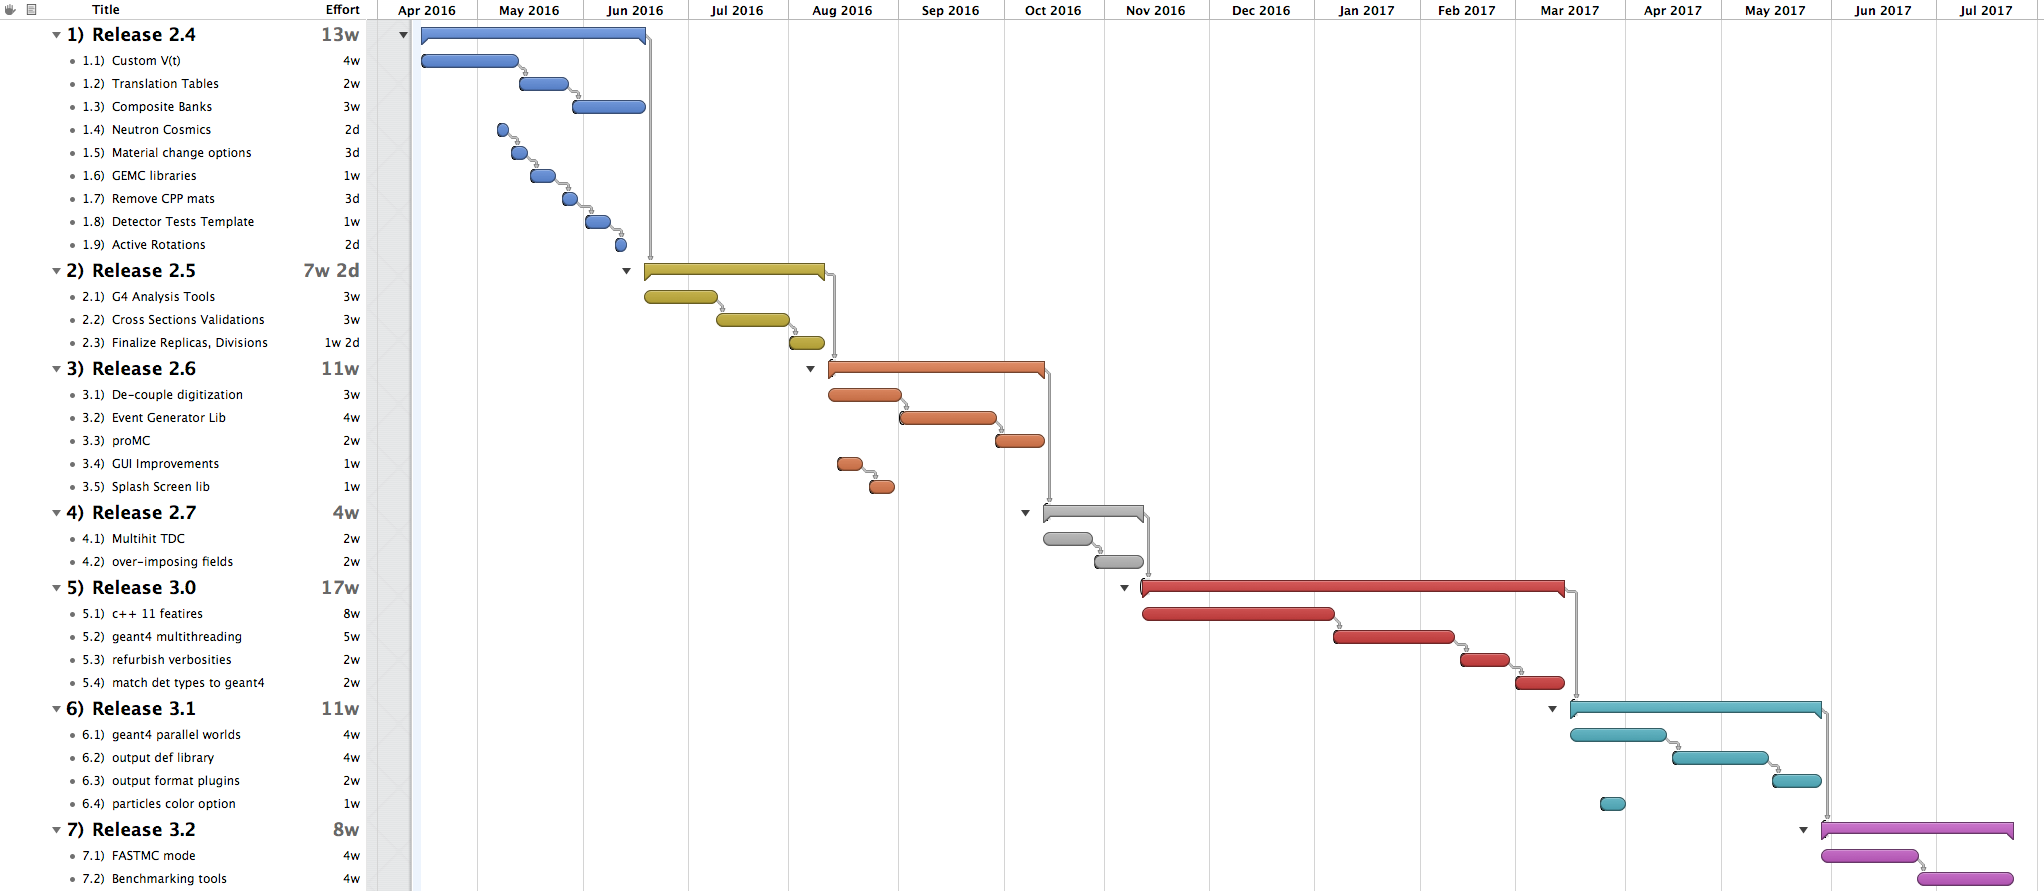 Title Effort Apr 2016 May 2016 Jun 2016 Jul 2016 Aug 2016 Sep 2016 Oct 2016 Nov 2016 Dec 2016 Jan 2017 Feb 2017 Mar 2017 Apr 2017 May 2017 Jun 2017 Jul 2017
1) Release 2.4 13w
1.1) Custom V(t) 4w
1.2) Translation Tables 2w
1.3) Composite Banks 3w
1.4) Neutron Cosmics 2d
1.5) Material change options 3d
1.6) GEMC libraries 1w
1.7) Remove CPP mats 3d
1.8) Detector Tests Template 1w
1.9) Active Rotations 2d
2) Release 2.5 7w 2d
2.1) G4 Analysis Tools 3w
2.2) Cross Sections Validations 3w
2.3) Finalize Replicas, Divisions 1w 2d
3) Release 2.6 11w
3.1) De-couple digitization 3w
3.2) Event Generator Lib 4w
3.3) proMC 2w
3.4) GUI Improvements 1w
3.5) Splash Screen lib 1w
4) Release 2.7 4w
4.1) Multihit TDC 2w
4.2) over-imposing fields 2w
5) Release 3.0 17w
5.1) c++ 11 featires 8w
5.2) geant4 multithreading 5w
5.3) refurbish verbosities 2w
5.4) match det types to geant4 2w
6) Release 3.1 11w
6.1) geant4 parallel worlds 4w
6.2) output def library 4w
6.3) output format plugins 2w
6.4) particles color option 1w
7) Release 3.2 8w
7.1) FASTMC mode 4w
7.2) Benchmarking tools 4w